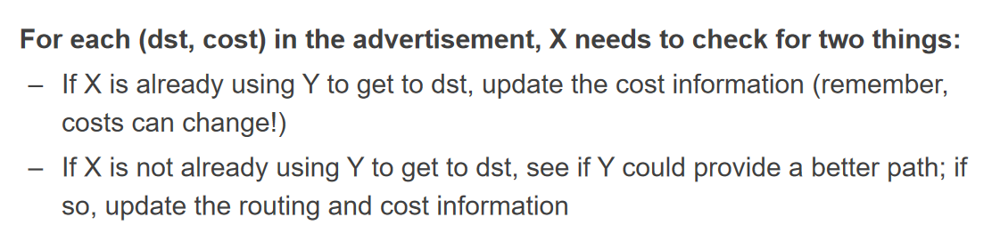 For each (dst, cost) in the advertisement, X needs to check for two things:
– If X is already using Y to get to dst, update the cost information (remember,
costs can change!)
– If X is not already using Y to get to dst, see if Y could provide a better path; if
so, update the routing and cost information